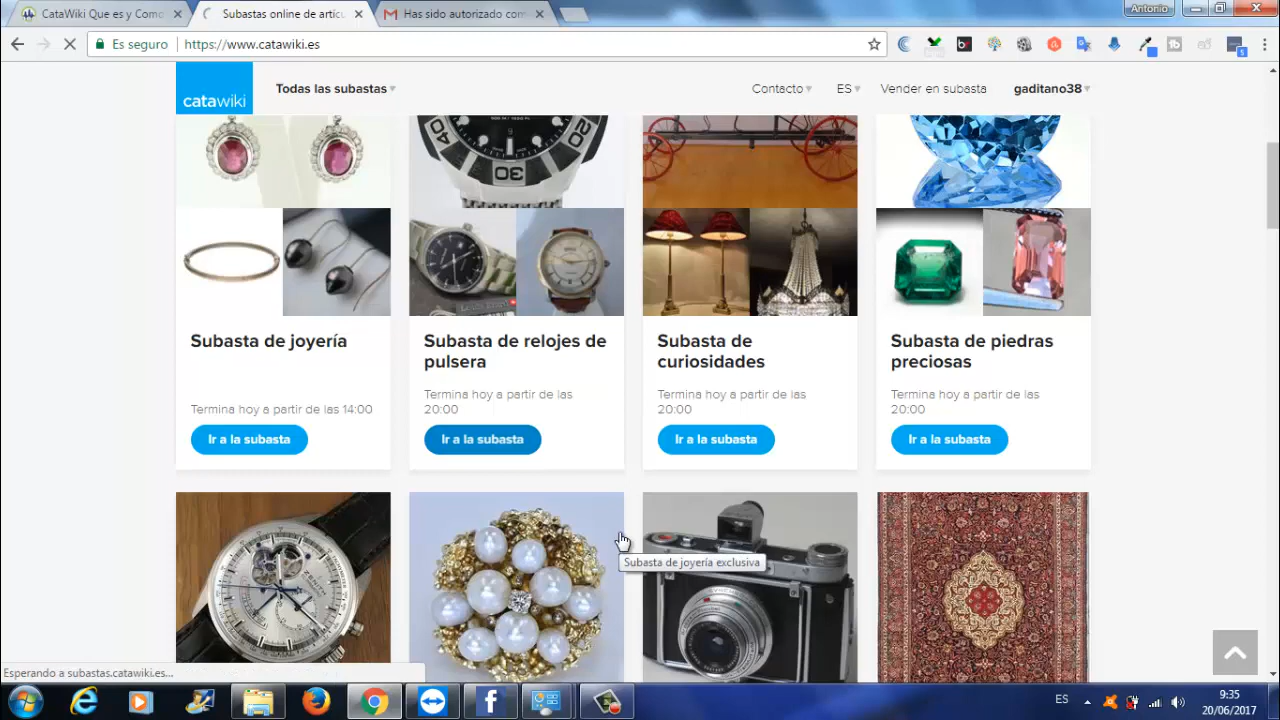 CataWiki Que es y Como
Subastas online de artícu
Has sido autorizado com
Antonio
Es seguro
https://www.catawiki.es
catawiki
Todas las subastas
Contacto
ES
Vender en subasta
gaditano38
Subasta de joyería
Termina hoy a partir de las 14:00
Ir a la subasta
Subasta de relojes de
pulsera
Termina hoy a partir de las
20:00
Ir a la subasta
Subasta de
curiosidades
Termina hoy a partir de las
20:00
Ir a la subasta
Subasta de piedras
preciosas
Termina hoy a partir de las
20:00
Ir a la subasta
Subasta de joyería exclusiva
Esperando a subastas.catawiki.es...
ES
9:35
20/06/2017